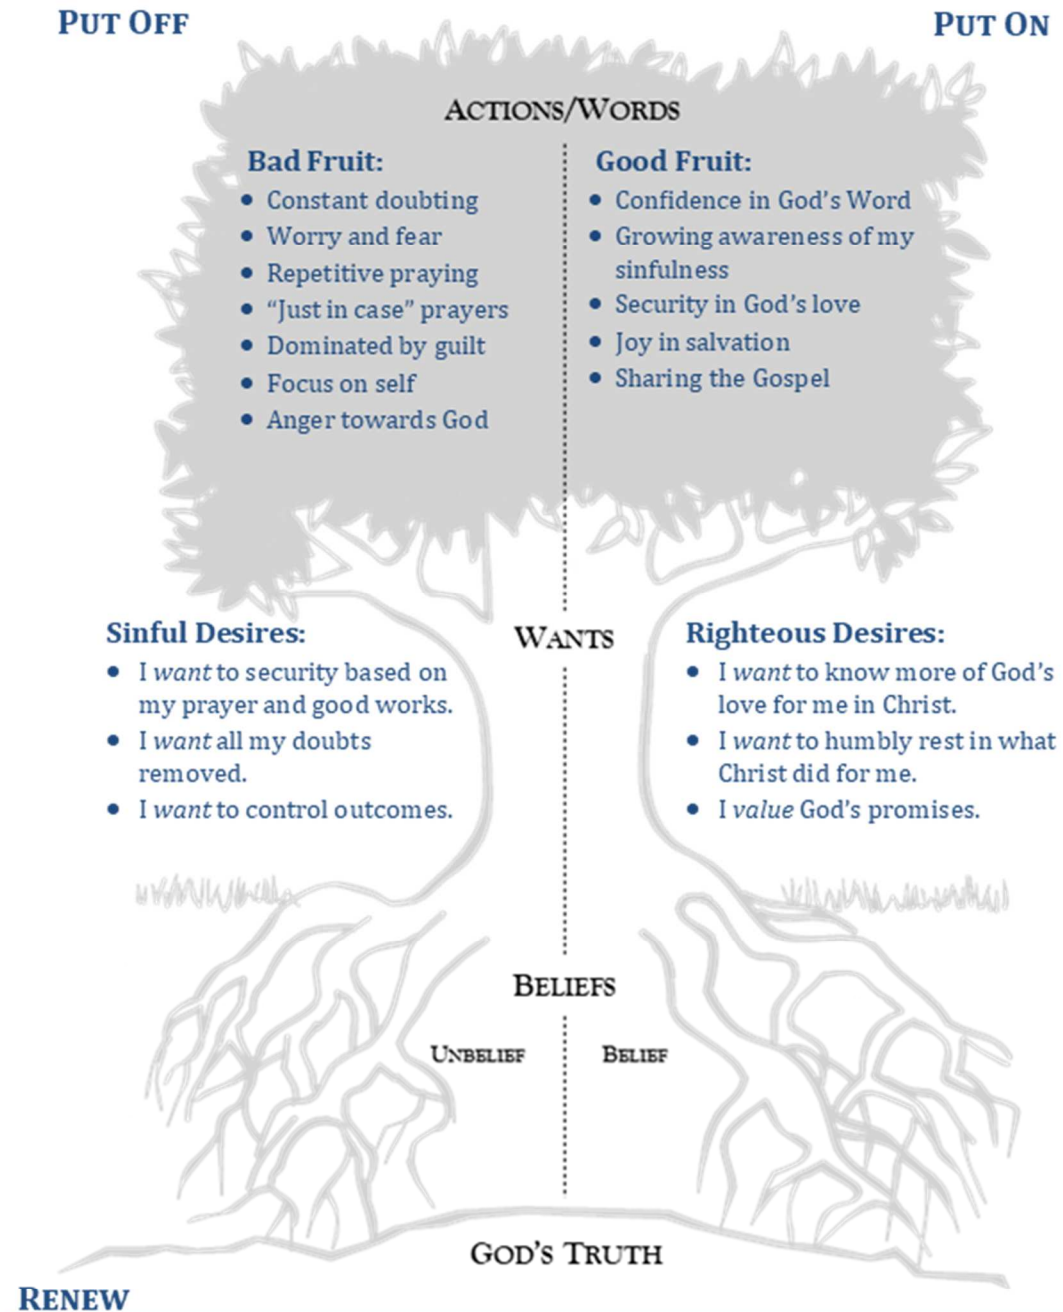 PUT OFF
PUT ON
ACTIONS/WORDS
Bad Fruit:
• Constant doubting
• Worry and fear
• Repetitive praying
• “Just in case” prayers
• Dominated by guilt
• Focus on self
• Anger towards God
Good Fruit:
• Confidence in God’s Word
• Growing awareness of my
sinfulness
• Security in God’s love
• Joy in salvation
• Sharing the Gospel
WANTS
Sinful Desires:
• I want to security based on
my prayer and good works.
• I want all my doubts
removed.
• I want to control outcomes.
Righteous Desires:
• I want to know more of God’s
love for me in Christ.
• I want to humbly rest in what
Christ did for me.
• I value God’s promises.
BELIEFS
UNBELIEF
BELIEF
GOD’S TRUTH
RENEW